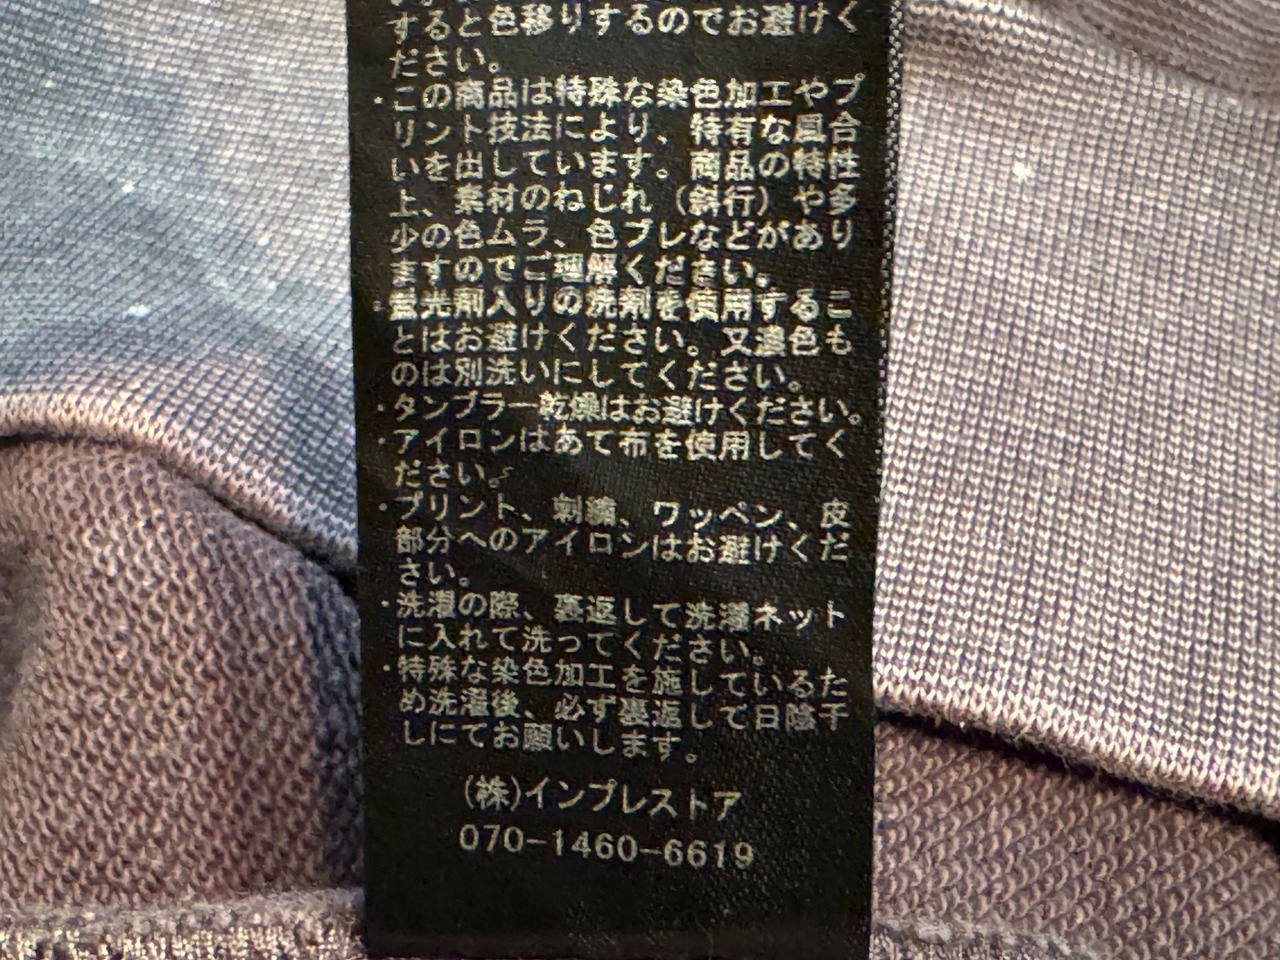 すると色移りするのでお避けく
ださい。
・この商品は特殊な染色加工やプ
リント技法により、特有な風合
いを出しています。商品の特性
上、素材のねじれ（斜行）や多
少の色ムラ、色ブレなどがあり
ますのでご理解ください。
・蛍光剤入りの洗剤を使用するこ
とはお避けください。又濃色も
のは別洗いにしてください。
・タンブラー乾燥はお避けください。
・アイロンはあて布を使用してく
ださい。
・プリント、刺繍、ワッペン、皮
部分へのアイロンはお避けくだ
さい。
・洗濯の際、裏返して洗濯ネット
に入れて洗ってください。
・特殊な染色加工を施しているた
め洗濯後、必ず裏返して日陰干
しにてお願いします。
(株)インプレストア
070-1460-6619